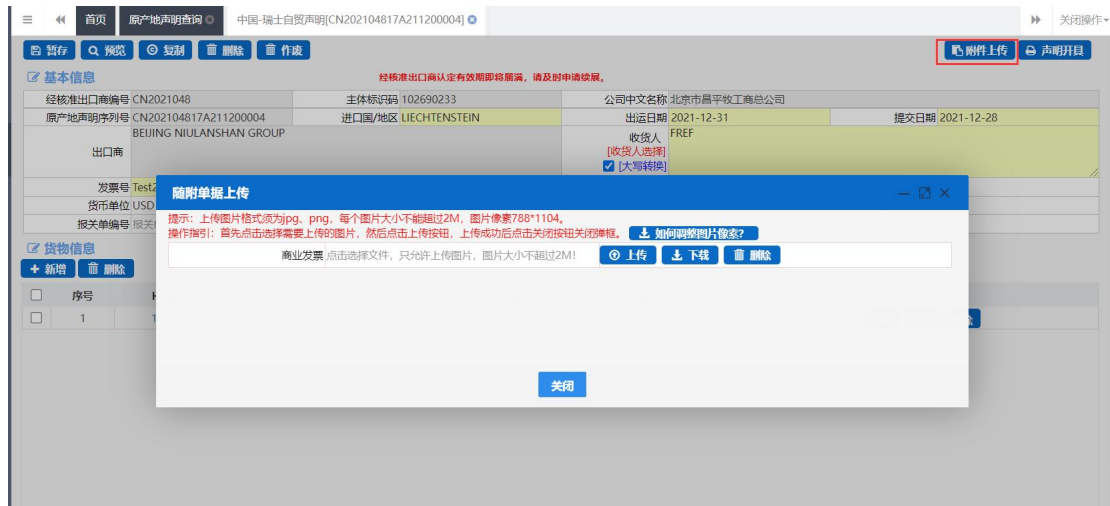 首页 原产地声明查询 中国-瑞士自贸声明[CN202104817A211200004] 关闭操作
暂存 预览 复制 删除 作废 附件上传 声明开具
基本信息 经核准出口商认定有效期即将届满，请及时申请续展。
经核准出口商编号 CN2021048 主体标识码 102690233 公司中文名称 北京市昌平牧工商总公司
原产地声明序列号 CN202104817A211200004 进口国/地区 LIECHTENSTEIN 出运日期 2021-12-31 提交日期 2021-12-28
出口商 BEIJING NIULANSHAN GROUP 收货人 FREF
[收货人选择]
[大写转换]
发票号 Test2
货币单位 USD
报关单编号 报关
随附单据上传
提示：上传图片格式须为jpg、png，每个图片大小不能超过2M，图片像素788*1104。
操作指引：首先点击选择需要上传的图片，然后点击上传按钮，上传成功后点击关闭按钮关闭弹框。 如何调整图片像素？
商业发票 点击选择文件，只允许上传图片，图片大小不超过2M! 上传 下载 删除
关闭
货物信息
新增 删除
序号
1 1